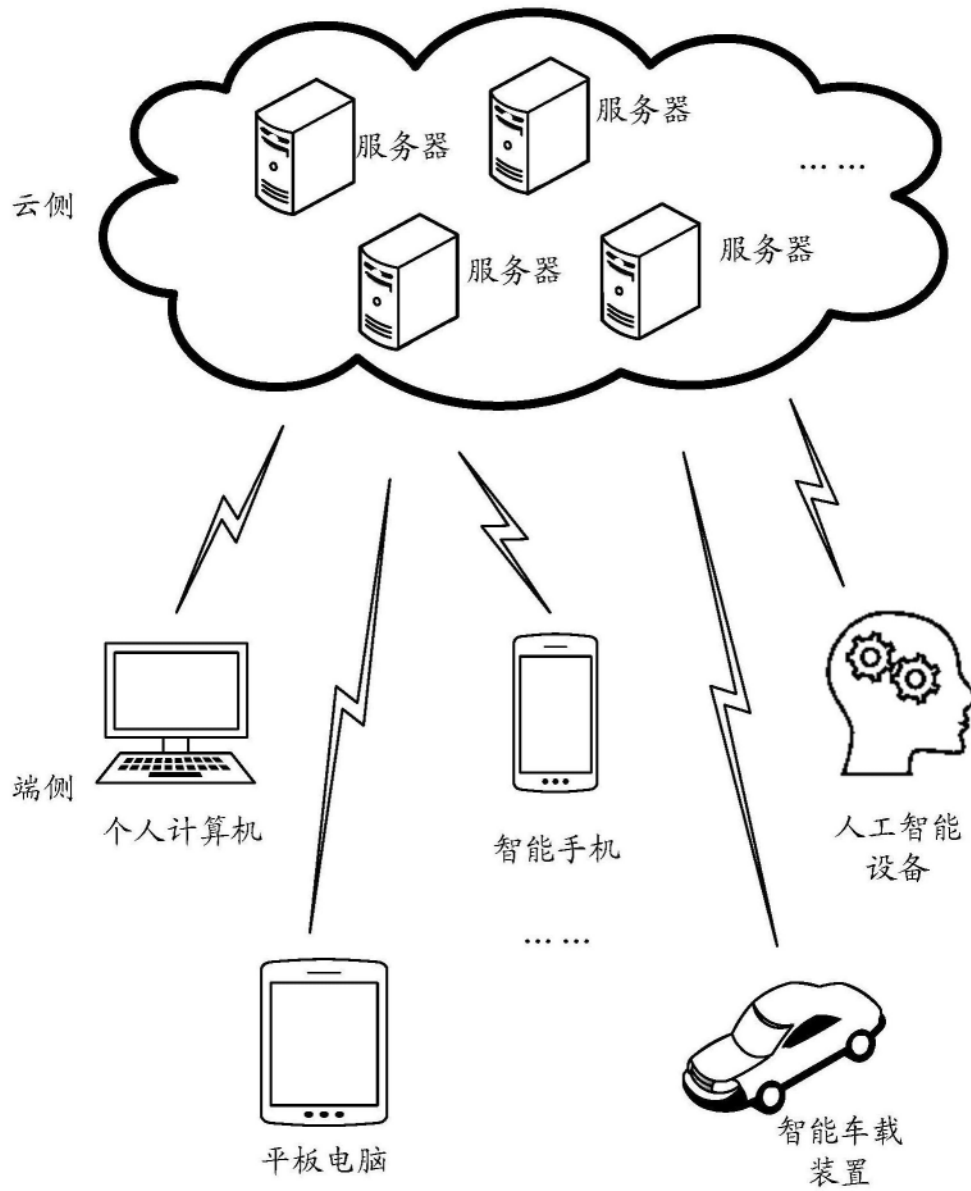 服务器
服务器
… …
云侧
服务器
服务器
端侧
个人计算机
智能手机
人工智能
设备
… …
平板电脑
智能车载
装置